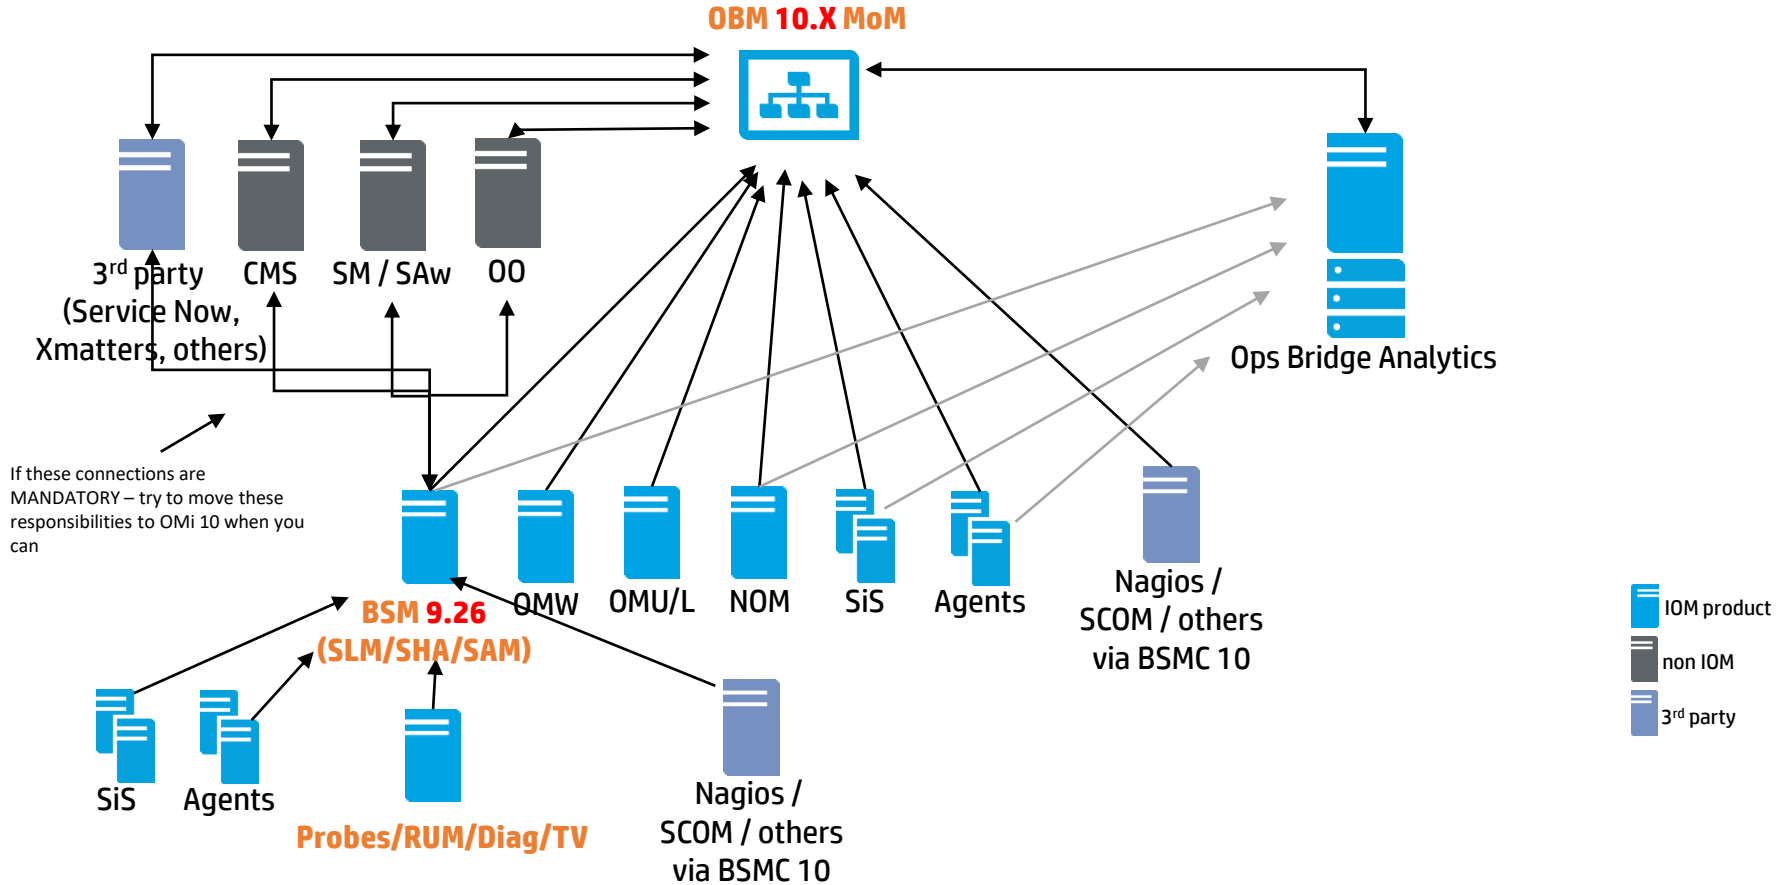 OBM 10.X MoM
3rd party
(Service Now,
Xmatters, others)
CMS
SM / SAw
OO
Ops Bridge Analytics
If these connections are
MANDATORY – try to move these
responsibilities to OMi 10 when you
can
BSM 9.26
(SLM/SHA/SAM)
OMW
OMU/L
NOM
SiS
Agents
Nagios /
SCOM / others
via BSMC 10
IOM product
non IOM
3rd party
SiS
Agents
Probes/RUM/Diag/TV
Nagios /
SCOM / others
via BSMC 10